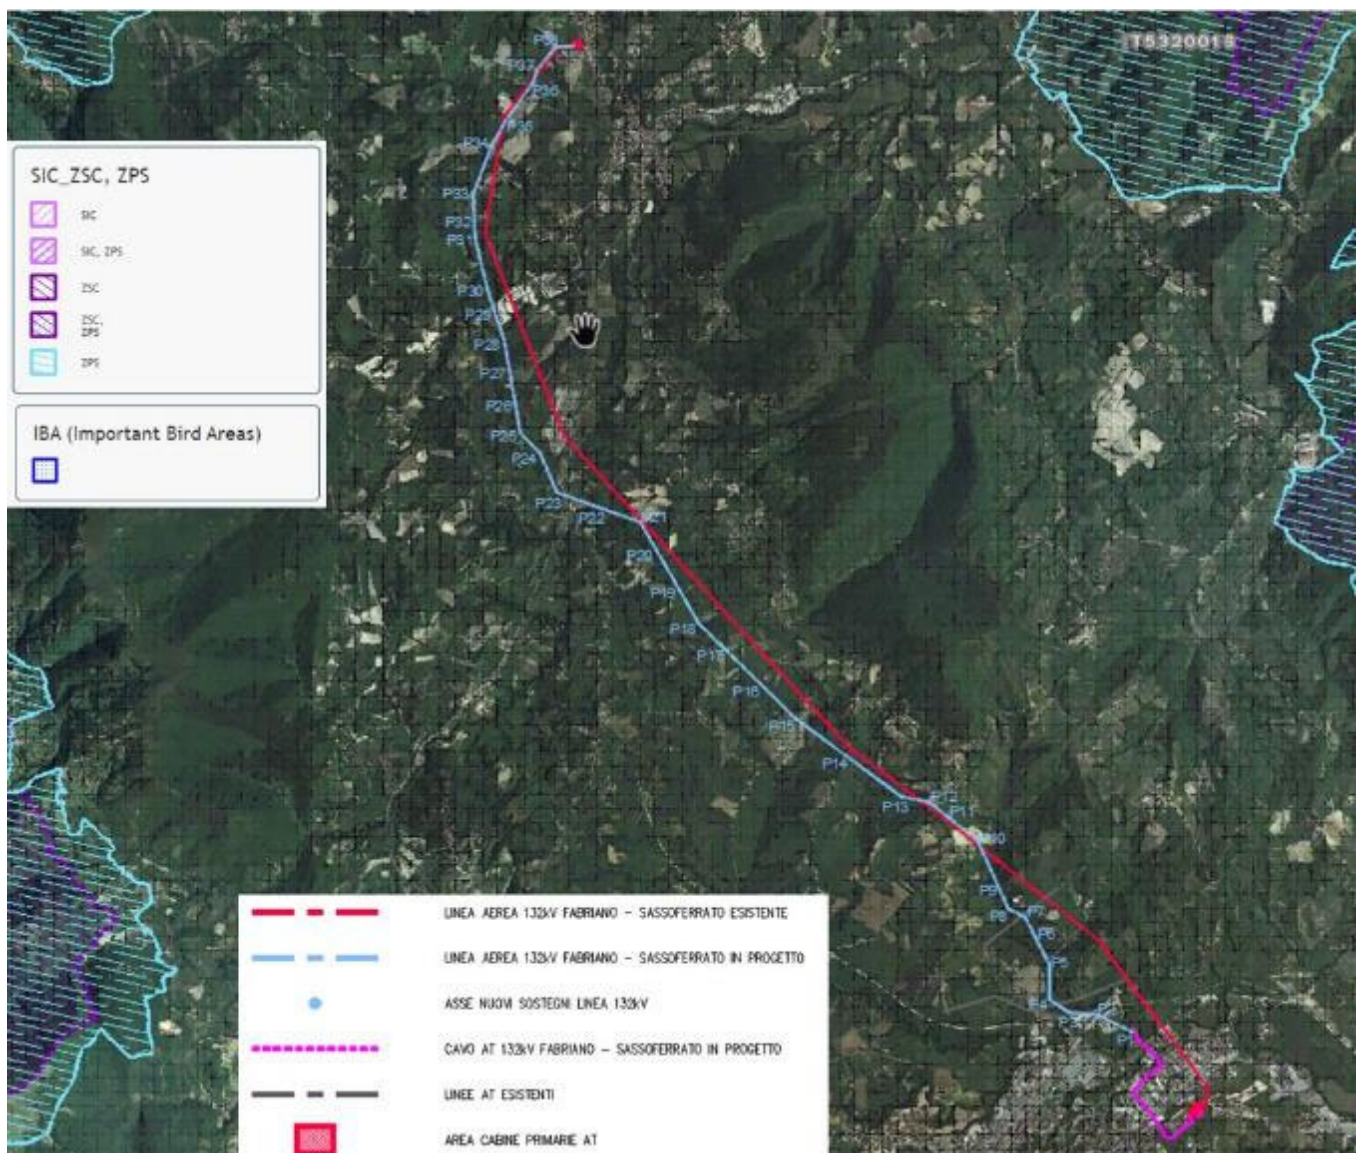 IT5320018
P37
P36
P35
P34
P33
P32
P31
P30
P29
P28
P27
P26
P25
P24
P23
P22
P21
P20
P19
P18
P17
P16
P15
P14
P13
P12
P11
P10
P9
P8
P7
P6
P4
P1
SIC_ZSC, ZPS
SIC
SIC, ZPS
ZSC
ZSC,
ZPS
ZPS
IBA (Important Bird Areas)
LINEA AEREA 132kV FABRIANO - SASSOFERRATO ESISTENTE
LINEA AEREA 132kV FABRIANO - SASSOFERRATO IN PROGETTO
ASSE NUOVI SOSTEGNI LINEA 132kV
CAVO AT 132kV FABRIANO - SASSOFERRATO IN PROGETTO
LINEE AT ESISTENTI
AREA CABINE PRIMARIE AT